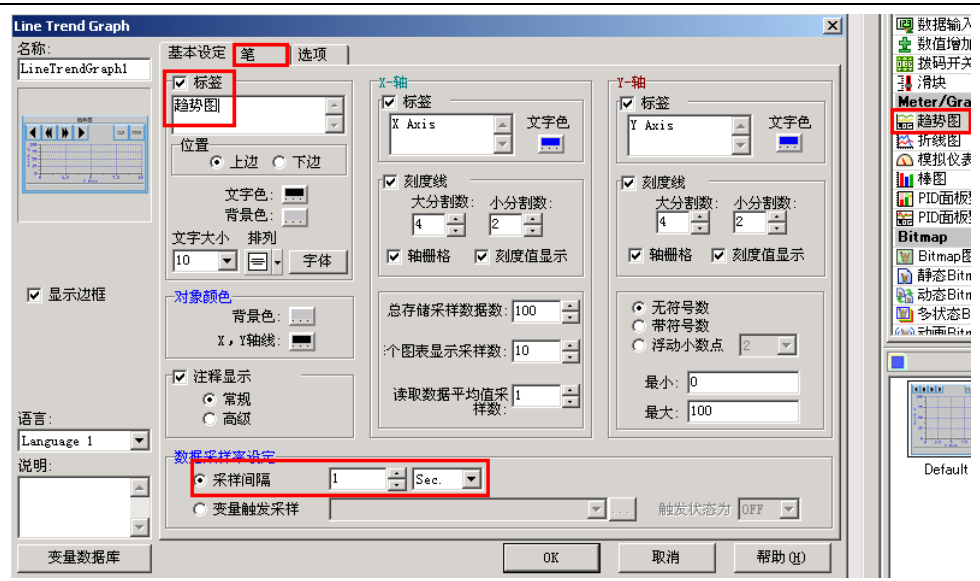 Line Trend Graph
名称:
LineTrendGraph1
语言:
Language 1
说明:
显示边框
变量数据库
基本设定 笔 选项
标签
趋势图
位置
上边 下边
文字色:
背景色:
文字大小 排列
10 字体
对象颜色
背景色:
X,Y轴线:
注释显示
常规
高级
X-轴
标签
X Axis 文字色
刻度线
大分割数: 小分割数:
4 2
轴栅格 刻度值显示
总存储采样数据数: 100
个图表显示采样数: 10
读取数据平均值采样数: 1
Y-轴
标签
Y Axis 文字色
刻度线
大分割数: 小分割数:
4 2
轴栅格 刻度值显示
无符号数
带符号数
浮动小数点 2
最小: 0
最大: 100
数据采样率设定
采样间隔 1 Sec.
变量触发采样 ... 触发状态为 OFF
OK 取消 帮助(H)
数据输入
数值增加
拨码开关
滑块
Meter/Gra
趋势图
折线图
模拟仪表
棒图
PID面板
PID面板
Bitmap
Bitmap图
静态Bitm
动态Bitm
多状态B
动画Bitm
Default